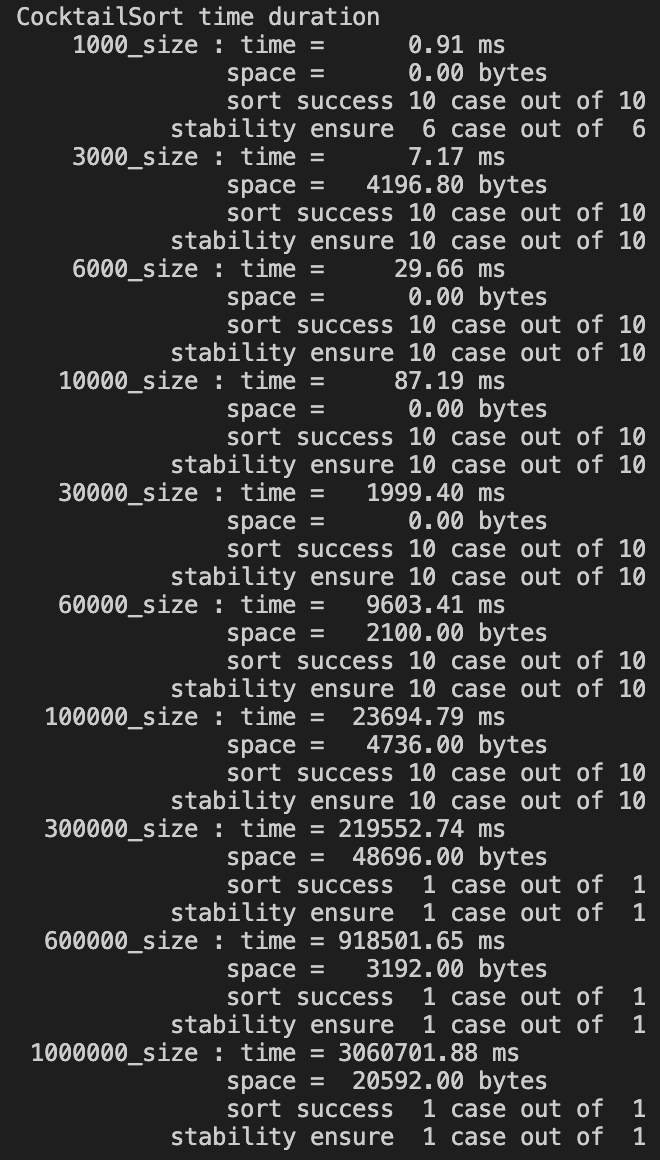 CocktailSort time duration
1000_size : time =      0.91 ms
space =      0.00 bytes
sort success 10 case out of 10
stability ensure  6 case out of  6
3000_size : time =      7.17 ms
space =   4196.80 bytes
sort success 10 case out of 10
stability ensure 10 case out of 10
6000_size : time =     29.66 ms
space =      0.00 bytes
sort success 10 case out of 10
stability ensure 10 case out of 10
10000_size : time =     87.19 ms
space =      0.00 bytes
sort success 10 case out of 10
stability ensure 10 case out of 10
30000_size : time =   1999.40 ms
space =      0.00 bytes
sort success 10 case out of 10
stability ensure 10 case out of 10
60000_size : time =   9603.41 ms
space =   2100.00 bytes
sort success 10 case out of 10
stability ensure 10 case out of 10
100000_size : time =  23694.79 ms
space =   4736.00 bytes
sort success 10 case out of 10
stability ensure 10 case out of 10
300000_size : time = 219552.74 ms
space =  48696.00 bytes
sort success  1 case out of  1
stability ensure  1 case out of  1
600000_size : time = 918501.65 ms
space =   3192.00 bytes
sort success  1 case out of  1
stability ensure  1 case out of  1
1000000_size : time = 3060701.88 ms
space =  20592.00 bytes
sort success  1 case out of  1
stability ensure  1 case out of  1